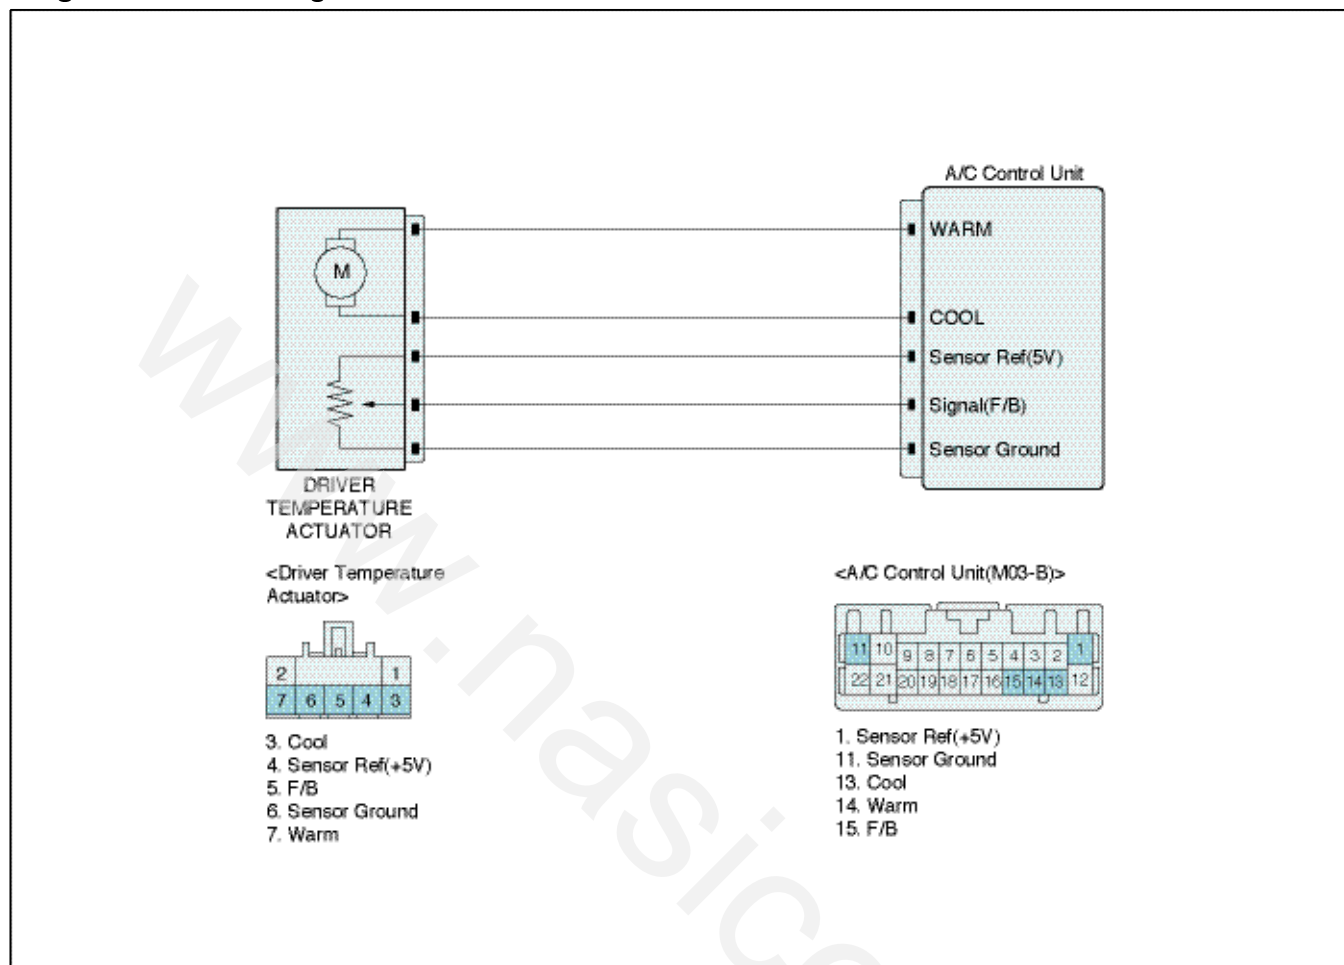 A/C Control Unit
WARM
M
COOL
Sensor Ref(5V)
Signal(F/B)
Sensor Ground
DRIVER
TEMPERATURE
ACTUATOR
<Driver Temperature
Actuator>
2 1
7 6 5 4 3
3. Cool
4. Sensor Ref(+5V)
5. F/B
6. Sensor Ground
7. Warm
<A/C Control Unit(M03-B)>
11 10 9 8 7 6 5 4 3 2 1
22 21 20 19 18 17 16 15 14 13 12
1. Sensor Ref(+5V)
11. Sensor Ground
13. Cool
14. Warm
15. F/B
www.nasico